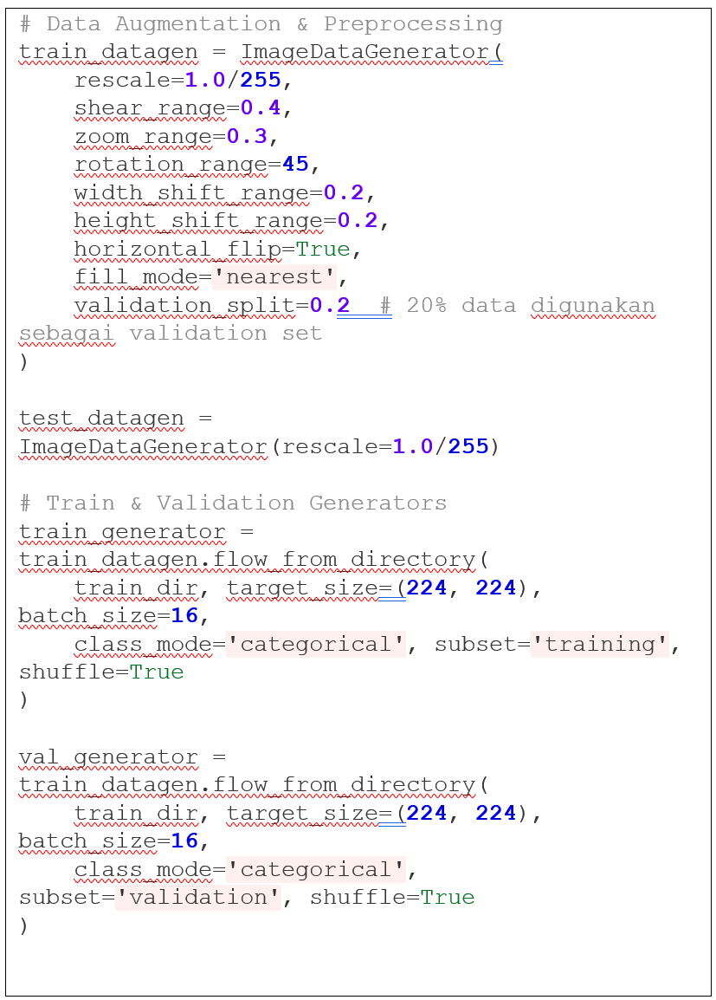 # Data Augmentation & Preprocessing
train_datagen = ImageDataGenerator(
    rescale=1.0/255,
    shear_range=0.4,
    zoom_range=0.3,
    rotation_range=45,
    width_shift_range=0.2,
    height_shift_range=0.2,
    horizontal_flip=True,
    fill_mode='nearest',
    validation_split=0.2  # 20% data digunakan
sebagai validation set
)

test_datagen =
ImageDataGenerator(rescale=1.0/255)

# Train & Validation Generators
train_generator =
train_datagen.flow_from_directory(
    train_dir, target_size=(224, 224),
batch_size=16,
    class_mode='categorical', subset='training',
shuffle=True
)

val_generator =
train_datagen.flow_from_directory(
    train_dir, target_size=(224, 224),
batch_size=16,
    class_mode='categorical',
subset='validation', shuffle=True
)